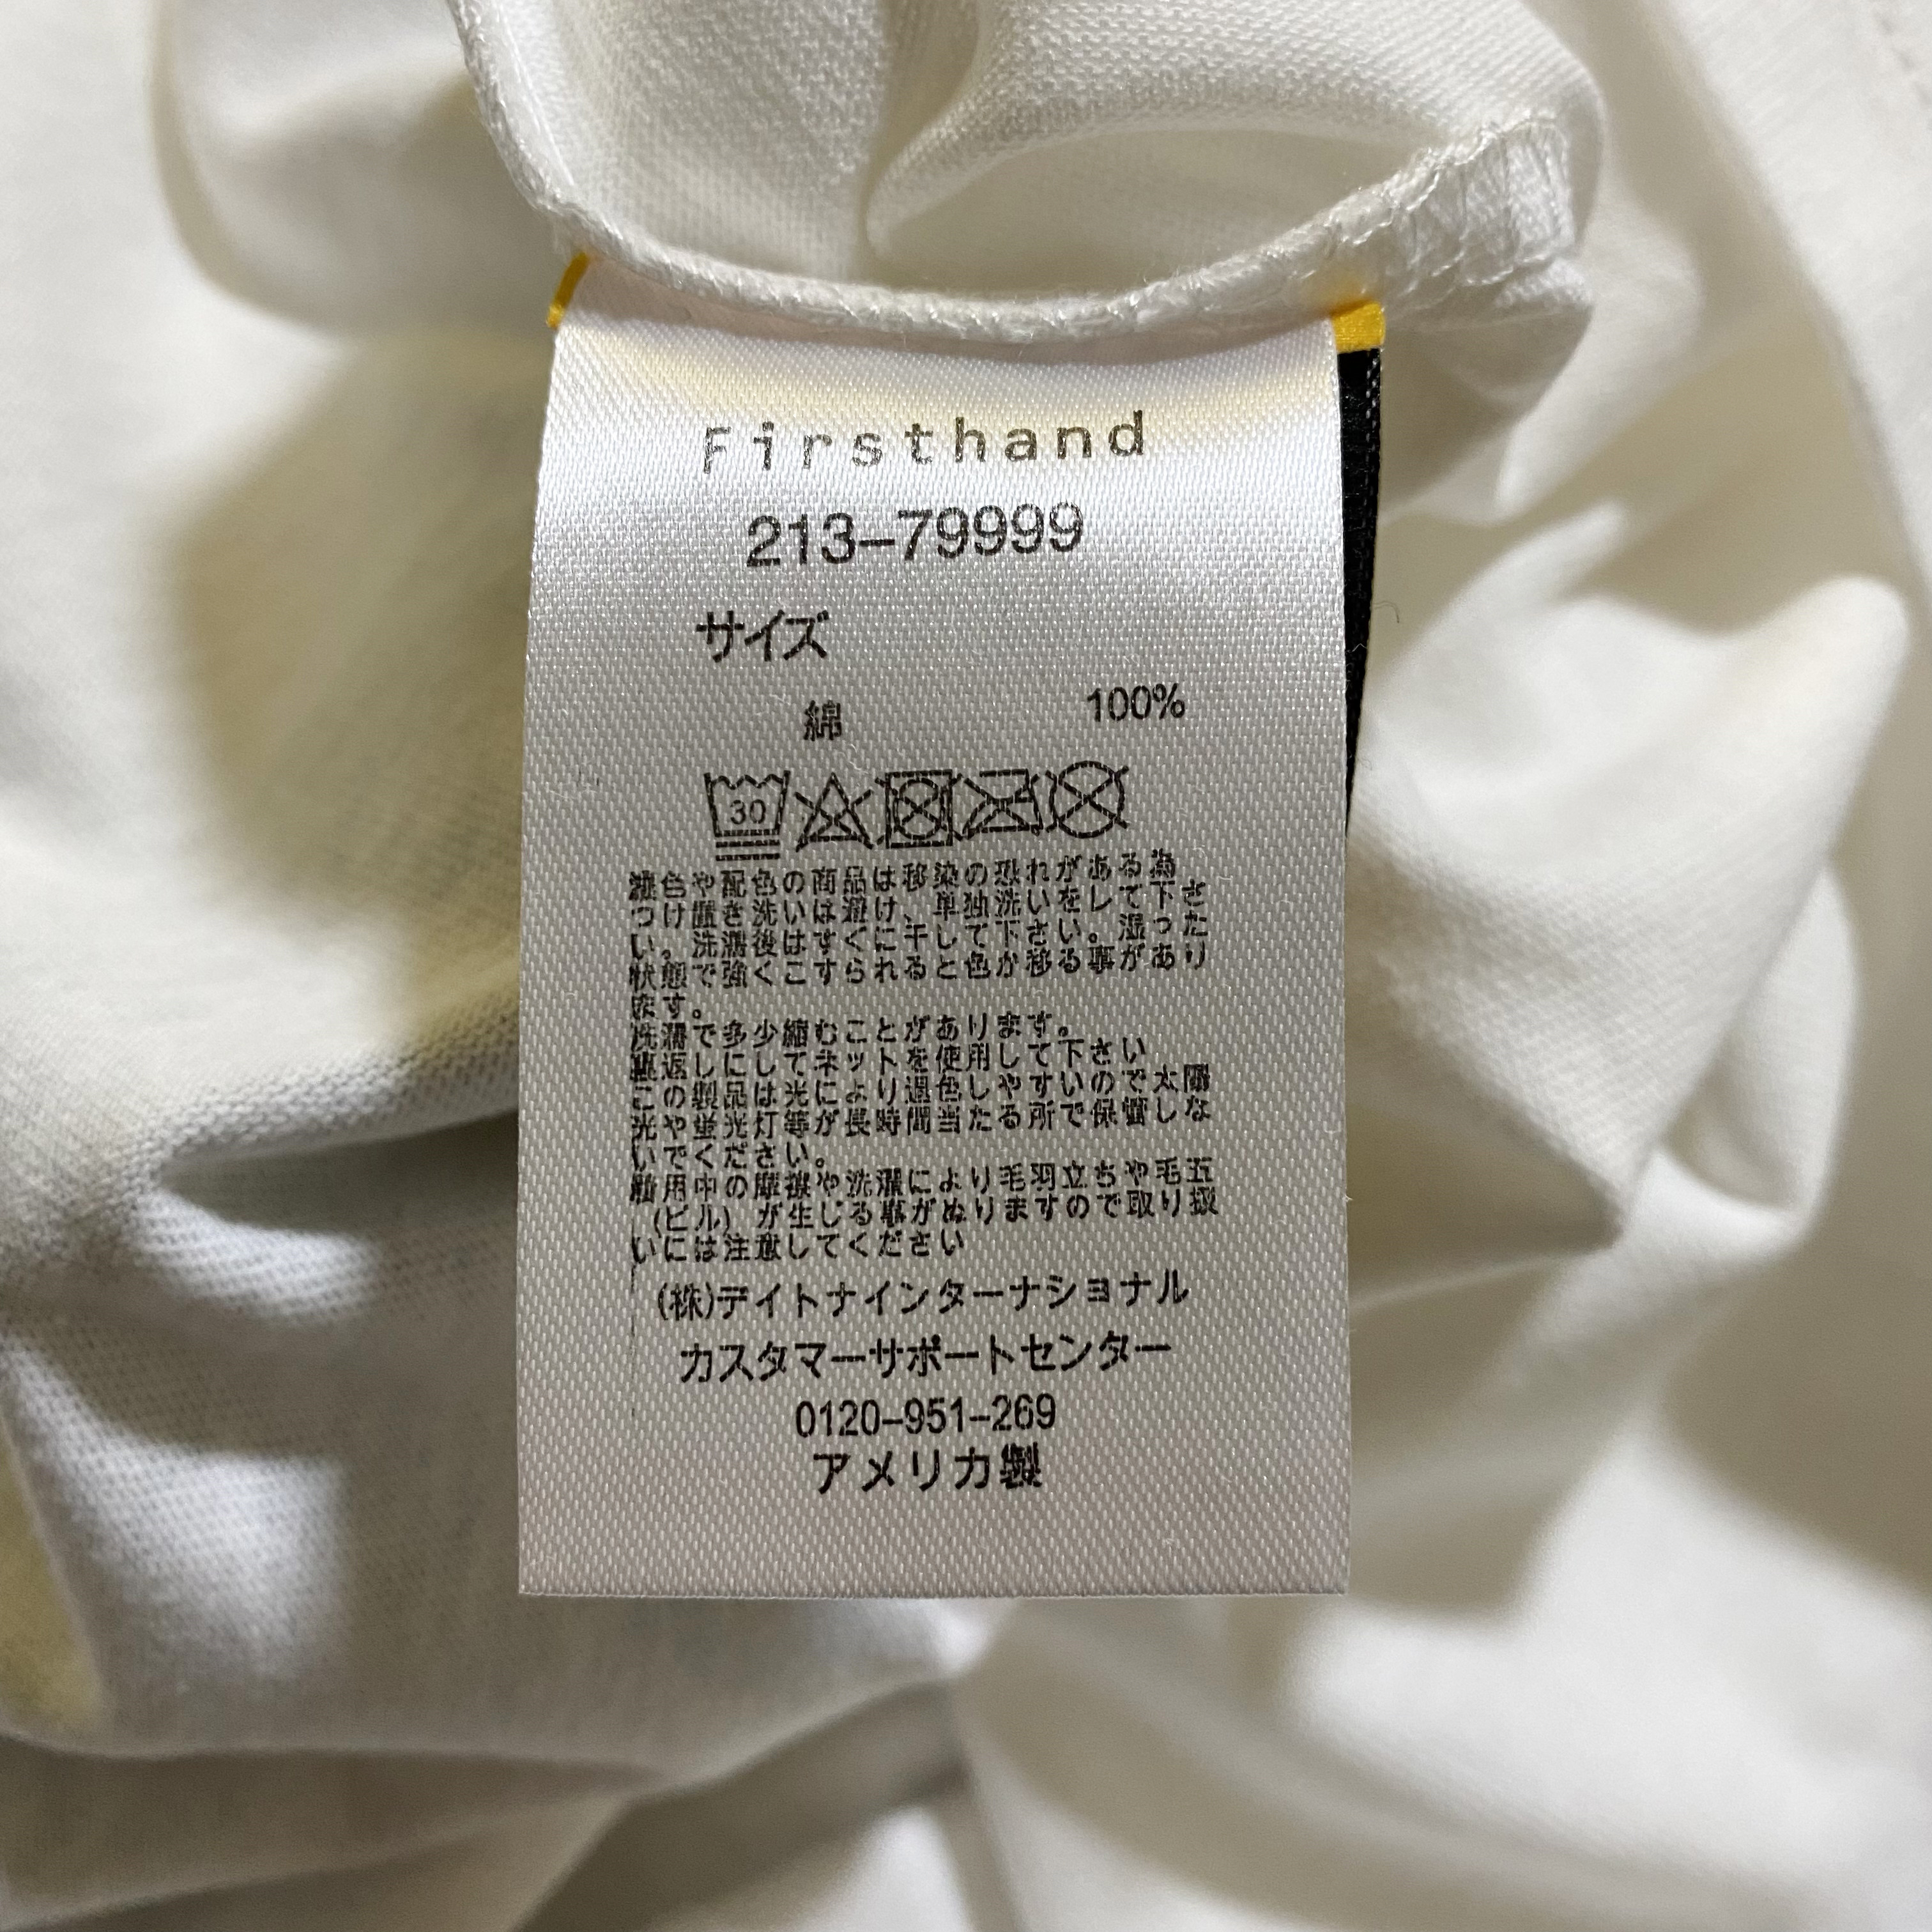 Firsthand
213-79999
サイズ
綿 100%
30
濃色や配色の商品は移染の恐れがある為
つけ置き洗いは避け、単独洗いをして下さ
い。洗濯後はすぐに干して下さい。湿った
状態で強くこすられると色が移る事があり
ます。
洗濯で多少縮むことがあります。
裏返しにしてネットを使用して下さい
この製品は光により退色しやすいので太陽
光や蛍光灯等が長時間当たる所で保管しな
いでください。
着用中の摩擦や洗濯により毛羽立ちや毛玉
(ピル) が生じる事がありますので取り扱
いには注意してください
(株)デイトナインターナショナル
カスタマーサポートセンター
0120-951-269
アメリカ製